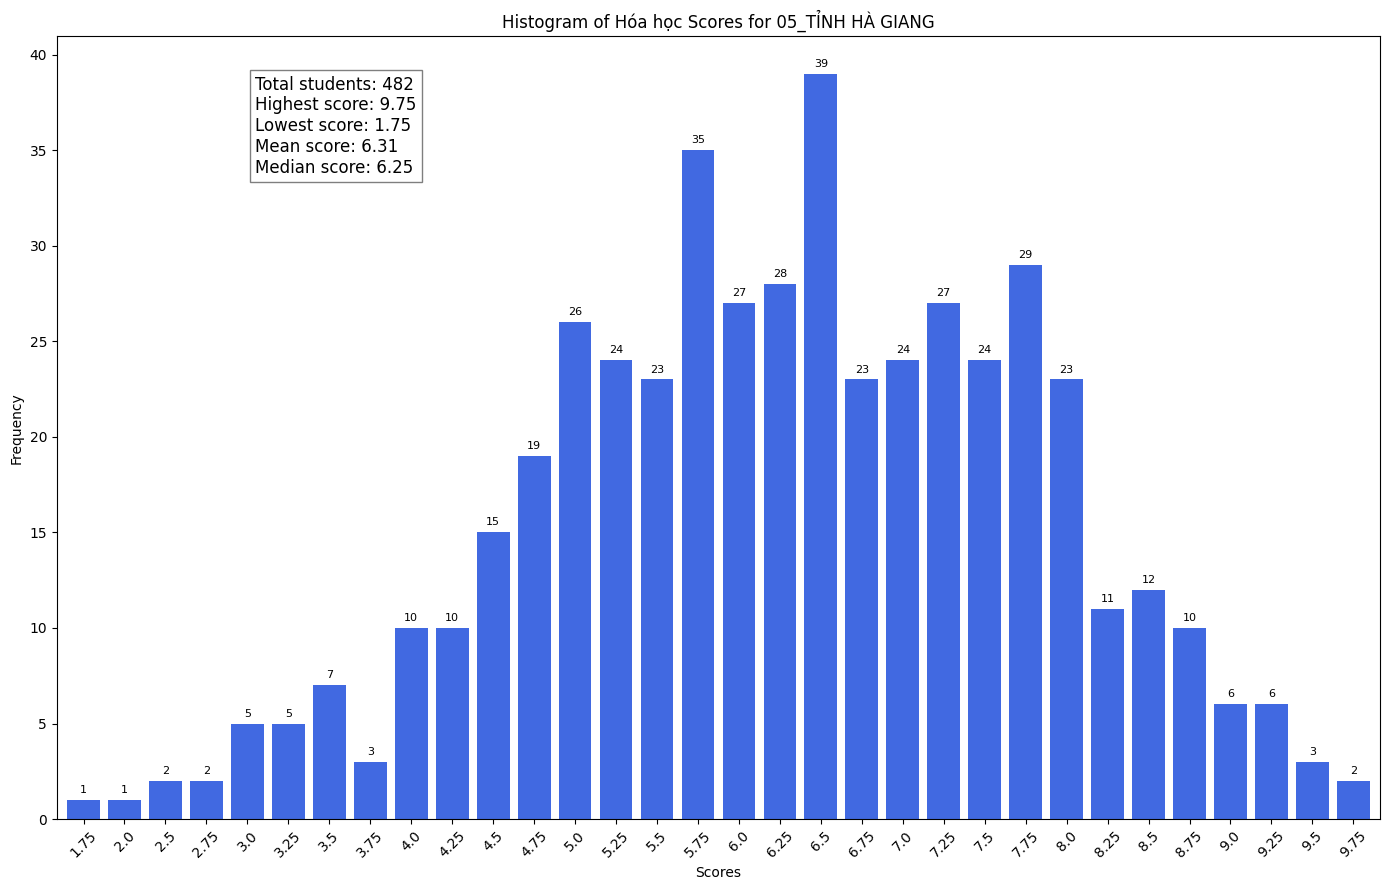 Histogram of Hóa học Scores for 05_TỈNH HÀ GIANG
Total students: 482
Highest score: 9.75
Lowest score: 1.75
Mean score: 6.31
Median score: 6.25
Frequency
40
35
30
25
20
15
10
5
0
1 1 2 2 5 5 7 3 10 10 15 19 26 24 23 35 27 28 39 23 24 27 24 29 23 11 12 10 6 6 3 2
1.75 2.0 2.5 2.75 3.0 3.25 3.5 3.75 4.0 4.25 4.5 4.75 5.0 5.25 5.5 5.75 6.0 6.25 6.5 6.75 7.0 7.25 7.5 7.75 8.0 8.25 8.5 8.75 9.0 9.25 9.5 9.75
Scores